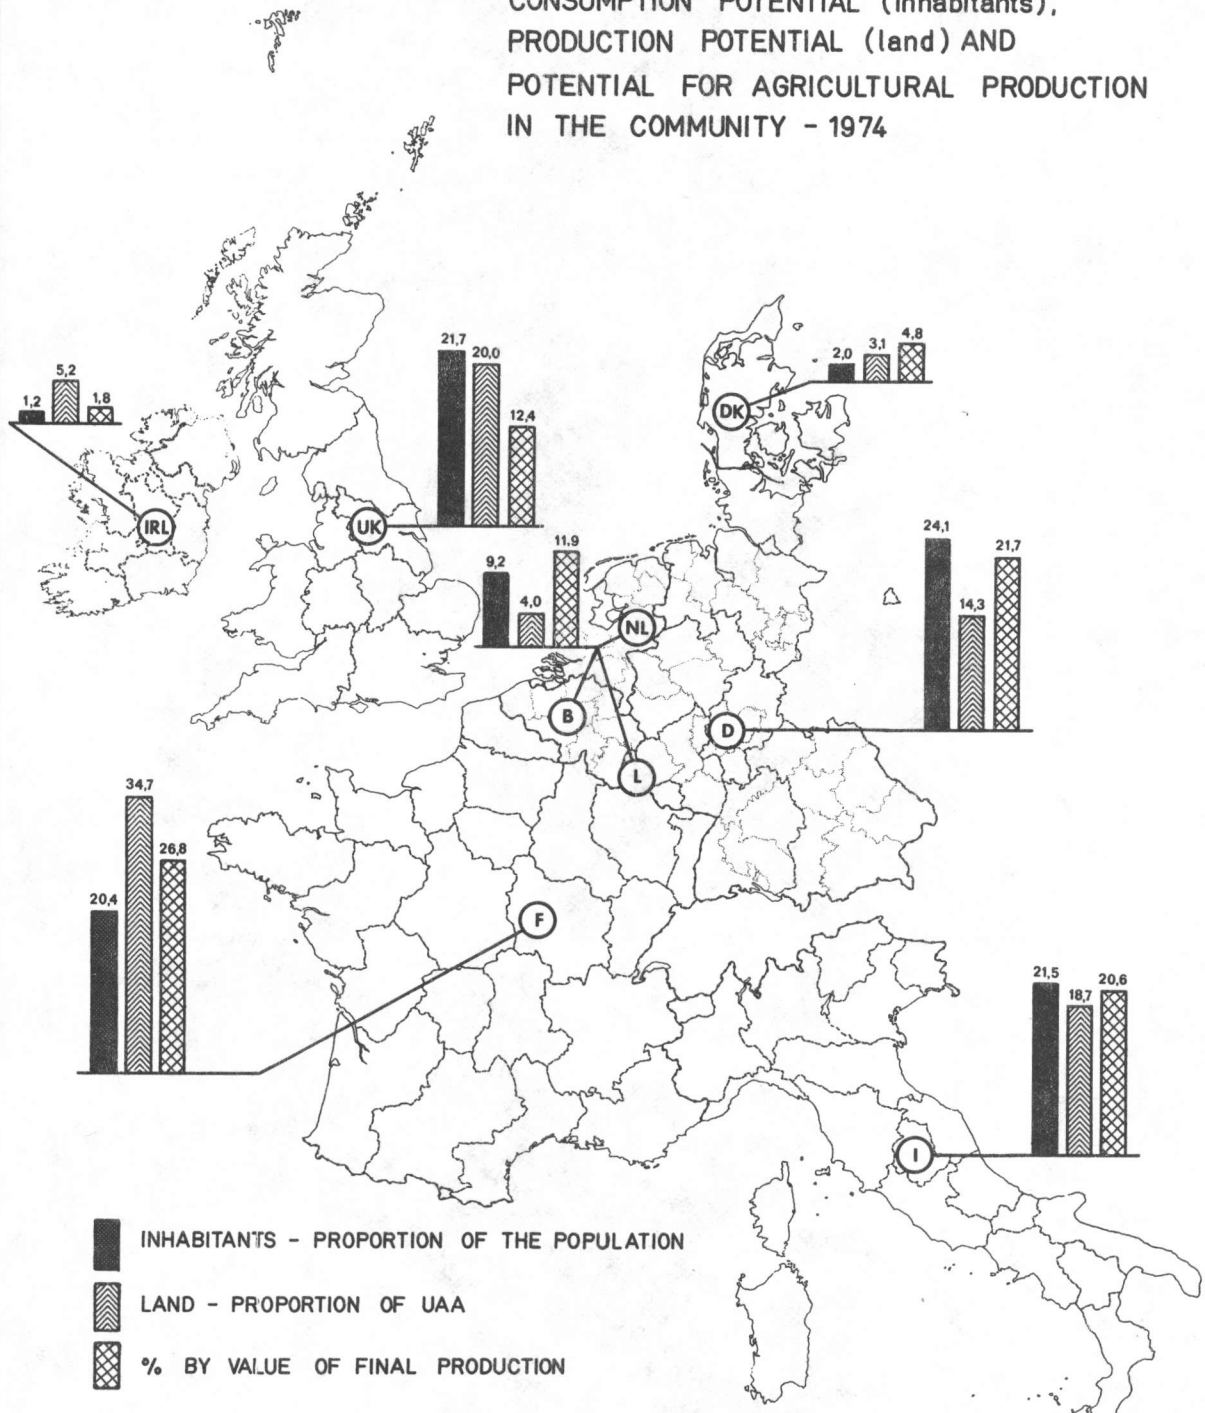 CONSUMPTION POTENTIAL (inhabitants),
PRODUCTION POTENTIAL (land) AND
POTENTIAL FOR AGRICULTURAL PRODUCTION
IN THE COMMUNITY - 1974
21,7
20,0
12,4
2,0
3,1
4,8
1,2
5,2
1,8
DK
IRL
UK
9,2
4,0
11,9
24,1
14,3
21,7
NL
B
D
L
20,4
34,7
26,8
F
21,5
18,7
20,6
I
INHABITANTS - PROPORTION OF THE POPULATION
LAND - PROPORTION OF UAA
% BY VALUE OF FINAL PRODUCTION